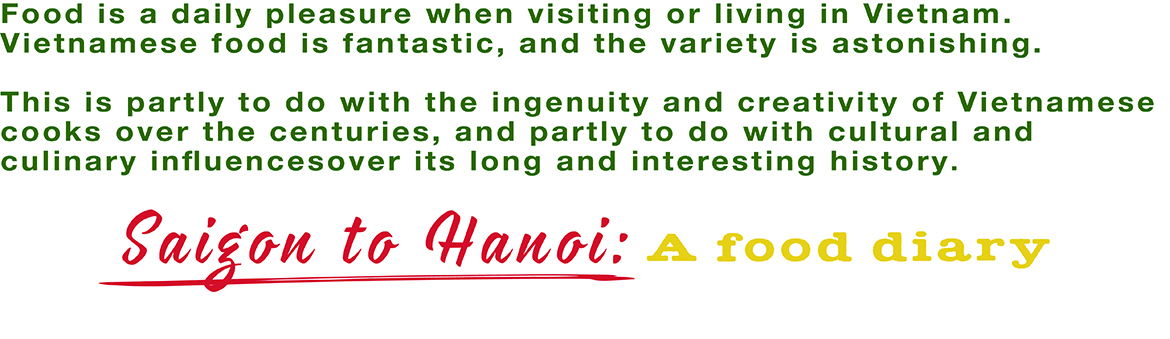 Food is a daily pleasure when visiting or living in Vietnam.
Vietnamese food is fantastic, and the variety is astonishing.
This is partly to do with the ingenuity and creativity of Vietnamese
cooks over the centuries, and partly to do with cultural and
culinary influencesover its long and interesting history.
Saigon to Hanoi: A food diary